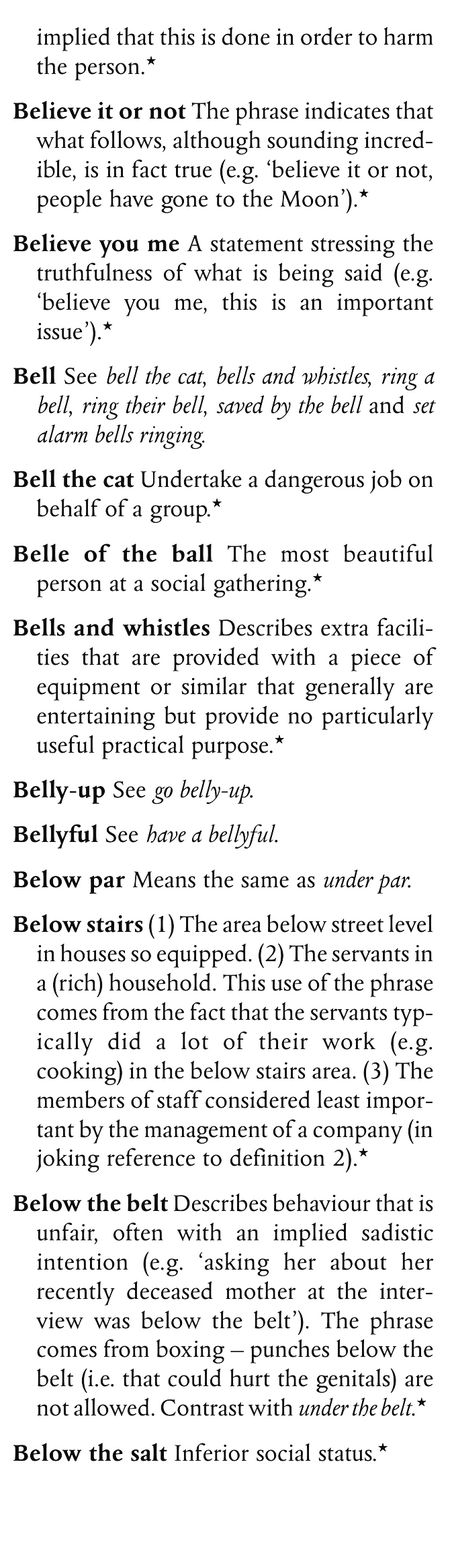 implied that this is done in order to harm
the person.★
Believe it or not The phrase indicates that
what follows, although sounding incred-
ible, is in fact true (e.g. ‘believe it or not,
people have gone to the Moon’).★
Believe you me A statement stressing the
truthfulness of what is being said (e.g.
‘believe you me, this is an important
issue’).★
Bell See bell the cat, bells and whistles, ring a
bell, ring their bell, saved by the bell and set
alarm bells ringing.
Bell the cat Undertake a dangerous job on
behalf of a group.★
Belle of the ball The most beautiful
person at a social gathering.★
Bells and whistles Describes extra facili-
ties that are provided with a piece of
equipment or similar that generally are
entertaining but provide no particularly
useful practical purpose.★
Belly-up See go belly-up.
Bellyful See have a bellyful.
Below par Means the same as under par.
Below stairs (1) The area below street level
in houses so equipped. (2) The servants in
a (rich) household. This use of the phrase
comes from the fact that the servants typ-
ically did a lot of their work (e.g.
cooking) in the below stairs area. (3) The
members of staff considered least impor-
tant by the management of a company (in
joking reference to definition 2).★
Below the belt Describes behaviour that is
unfair, often with an implied sadistic
intention (e.g. ‘asking her about her
recently deceased mother at the inter-
view was below the belt’). The phrase
comes from boxing – punches below the
belt (i.e. that could hurt the genitals) are
not allowed. Contrast with under the belt.★
Below the salt Inferior social status.★